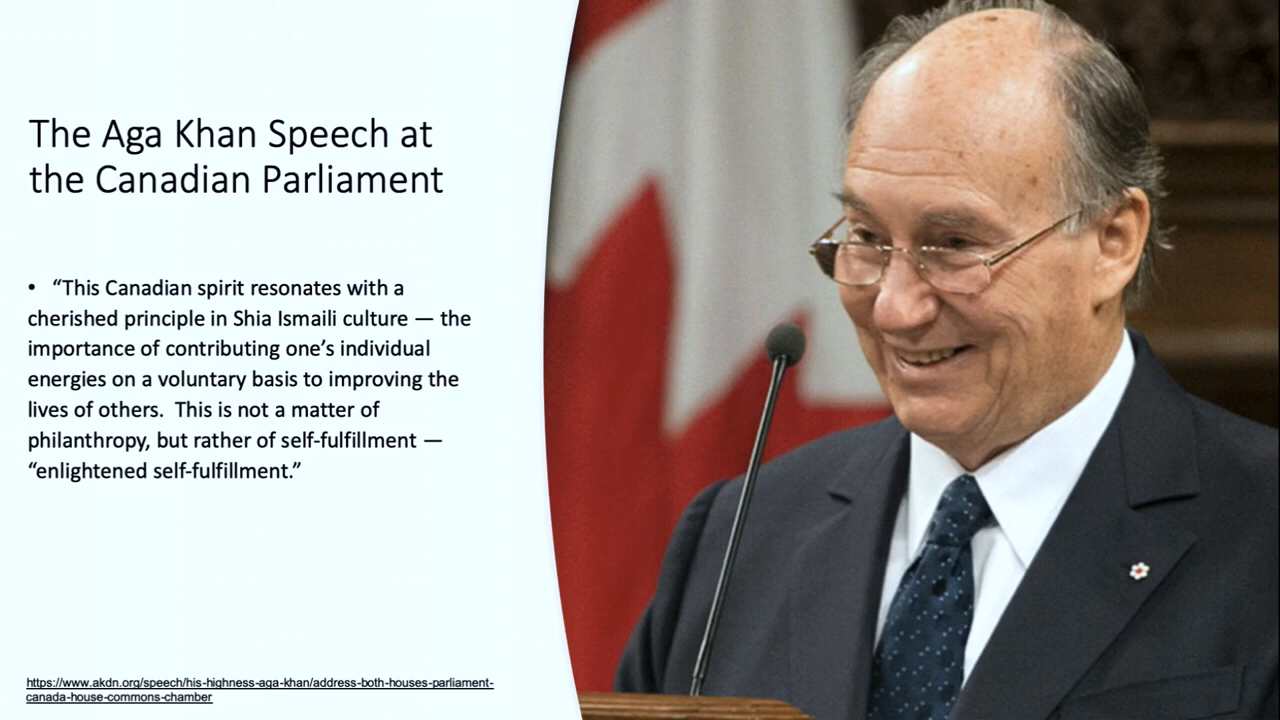 The Aga Khan Speech at
the Canadian Parliament
• “This Canadian spirit resonates with a
cherished principle in Shia Ismaili culture — the
importance of contributing one’s individual
energies on a voluntary basis to improving the
lives of others.  This is not a matter of
philanthropy, but rather of self-fulfillment —
“enlightened self-fulfillment.”
https://www.akdn.org/speech/his-highness-aga-khan/address-both-houses-parliament-
canada-house-commons-chamber